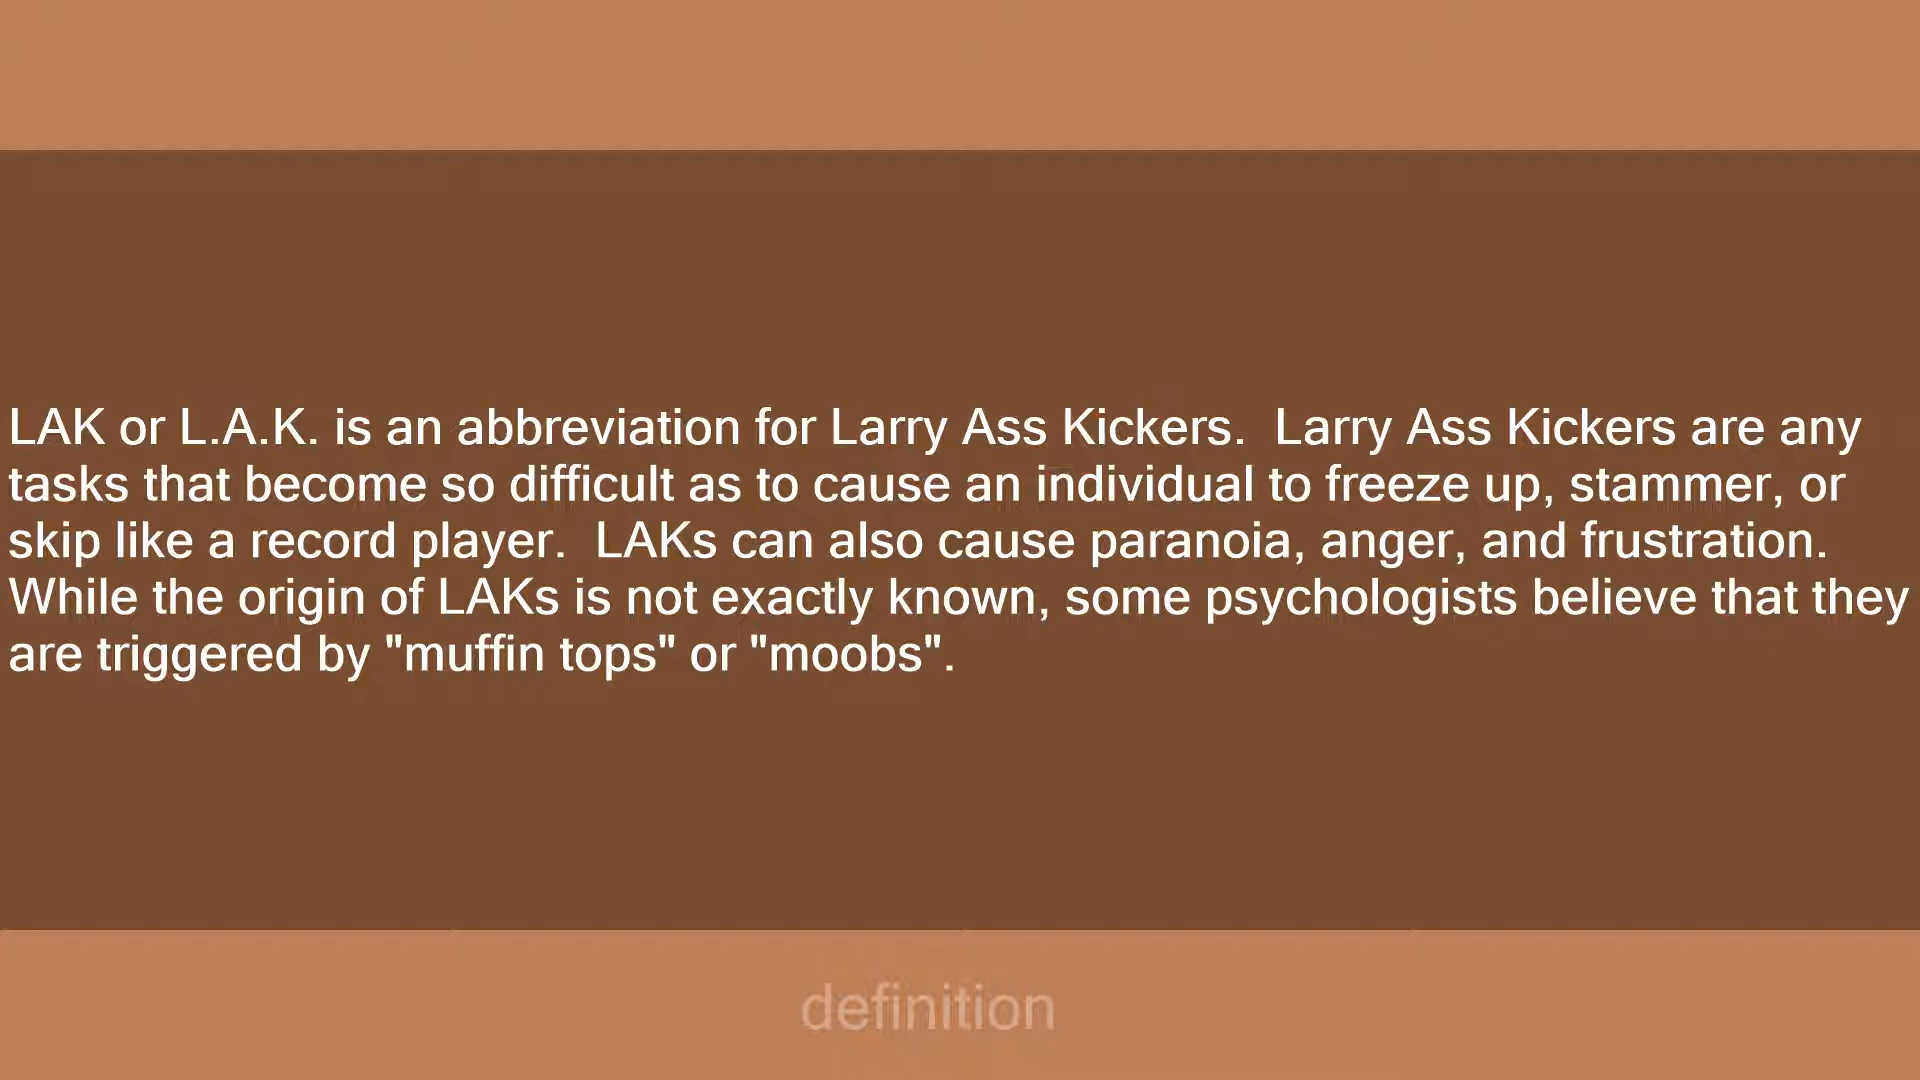 LAK or L.A.K. is an abbreviation for Larry Ass Kickers.  Larry Ass Kickers are any
tasks that become so difficult as to cause an individual to freeze up, stammer, or
skip like a record player.  LAKs can also cause paranoia, anger, and frustration.
While the origin of LAKs is not exactly known, some psychologists believe that they
are triggered by "muffin tops" or "moobs".
definition